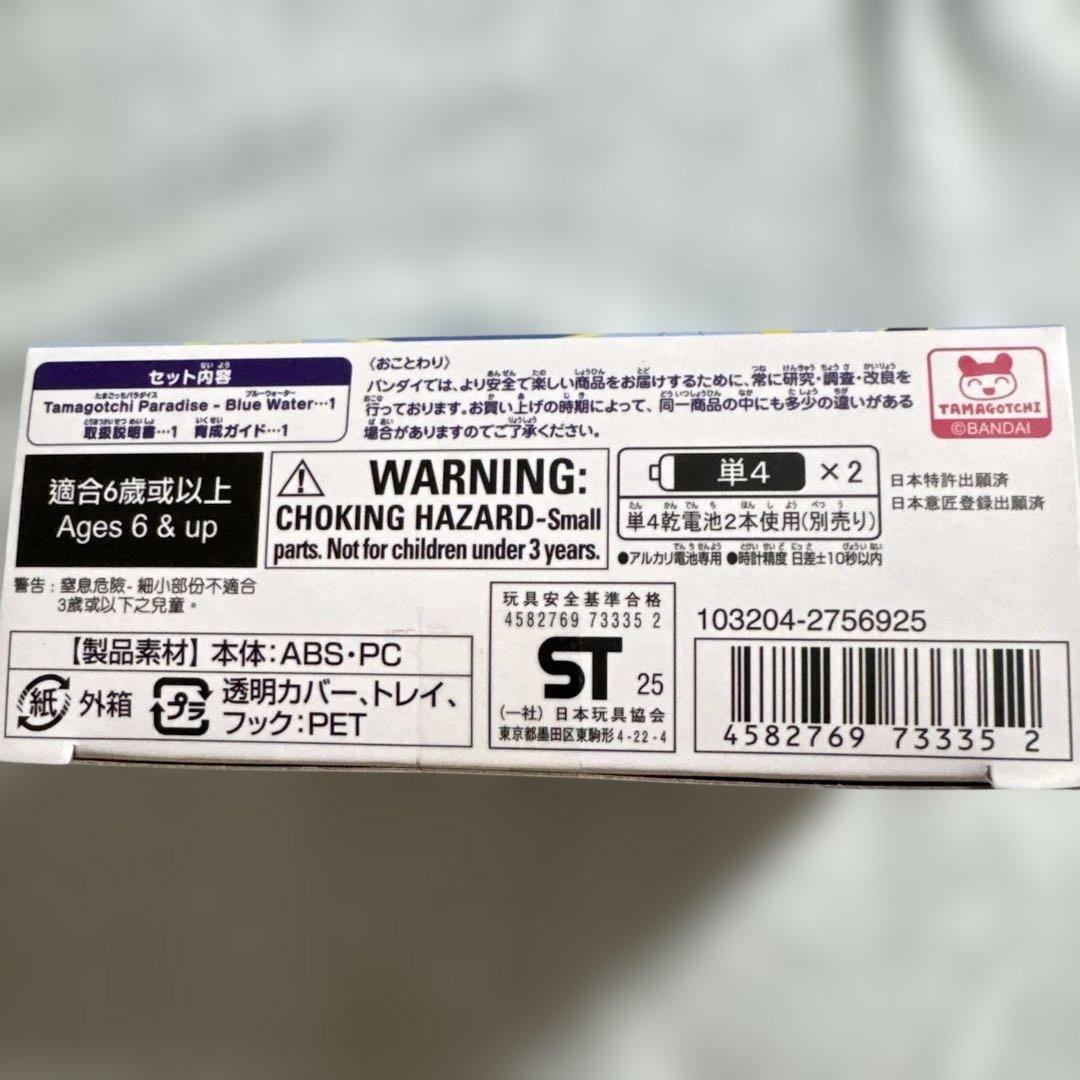 セット内容
Tamagotchi Paradise - Blue Water…1
取扱説明書…1 育成ガイド…1
〈おことわり〉
バンダイでは、より安全で楽しい商品をお届けするために、常に研究・調査・改良を
行っております。お買い上げの時期によって、同一商品の中にも多少の違いがある
場合がありますのでご了承ください。
TAMAGOTCHI
©BANDAI
適合6歲或以上
Ages 6 & up
WARNING:
CHOKING HAZARD-Small
parts. Not for children under 3 years.
単4 ×2
単4乾電池2本使用(別売り)
●アルカリ電池専用 ●時計精度 日差±10秒以内
日本特許出願済
日本意匠登録出願済
警告：窒息危險- 細小部份不適合
3歲或以下之兒童。
【製品素材】本体：ABS・PC
紙 外箱 プラ 透明カバー、トレイ、
フック：PET
玩具安全基準合格
4582769 73335 2
ST 25
(一社) 日本玩具協会
東京都墨田区東駒形4-22-4
103204-2756925
4582769 73335 2